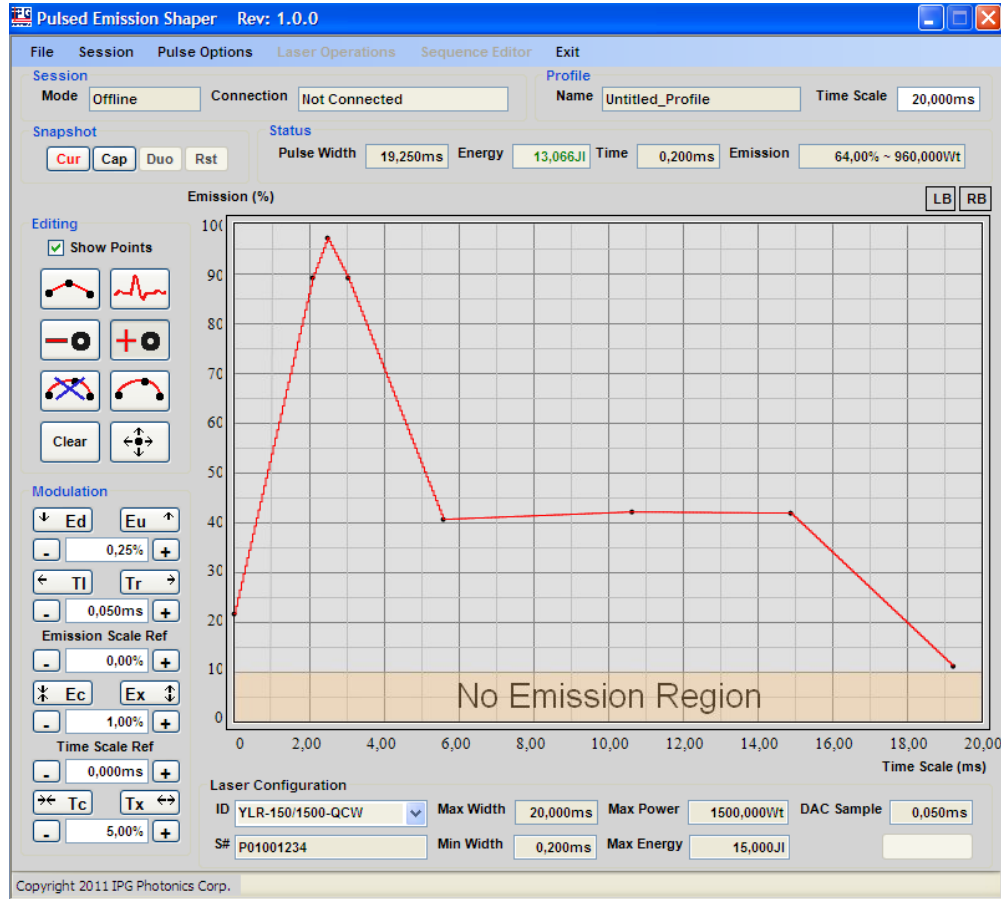 IPG Pulsed Emission Shaper Rev: 1.0.0
File Session Pulse Options Laser Operations Sequence Editor Exit
Session
Mode Offline Connection Not Connected
Profile
Name Untitled_Profile Time Scale 20,000ms
Snapshot
Cur Cap Duo Rst
Status
Pulse Width 19,250ms Energy 13,066Jl Time 0,200ms Emission 64,00% ~ 960,000Wt
Emission (%)
LB RB
Editing
Show Points
Clear
Modulation
Ed Eu
- 0,25% +
Tl Tr
- 0,050ms +
Emission Scale Ref
- 0,00% +
Ec Ex
- 1,00% +
Time Scale Ref
- 0,000ms +
Tc Tx
- 5,00% +
100
90
80
70
60
50
40
30
20
10
0
No Emission Region
0 2,00 4,00 6,00 8,00 10,00 12,00 14,00 16,00 18,00 20,00
Time Scale (ms)
Laser Configuration
ID YLR-150/1500-QCW Max Width 20,000ms Max Power 1500,000Wt DAC Sample 0,050ms
S# P01001234 Min Width 0,200ms Max Energy 15,000Jl
Copyright 2011 IPG Photonics Corp.